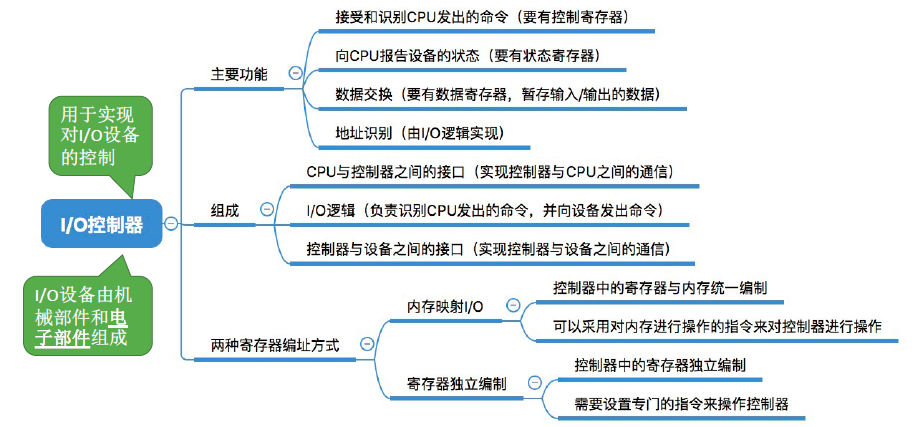 用于实现
对I/O设备
的控制
I/O控制器
I/O设备由机
械部件和电
子部件组成
主要功能
接受和识别CPU发出的命令（要有控制寄存器）
向CPU报告设备的状态（要有状态寄存器）
数据交换（要有数据寄存器，暂存输入/输出的数据）
地址识别（由I/O逻辑实现）
组成
CPU与控制器之间的接口（实现控制器与CPU之间的通信）
I/O逻辑（负责识别CPU发出的命令，并向设备发出命令）
控制器与设备之间的接口（实现控制器与设备之间的通信）
两种寄存器编址方式
内存映射I/O
控制器中的寄存器与内存统一编制
可以采用对内存进行操作的指令来对控制器进行操作
寄存器独立编制
控制器中的寄存器独立编制
需要设置专门的指令来操作控制器